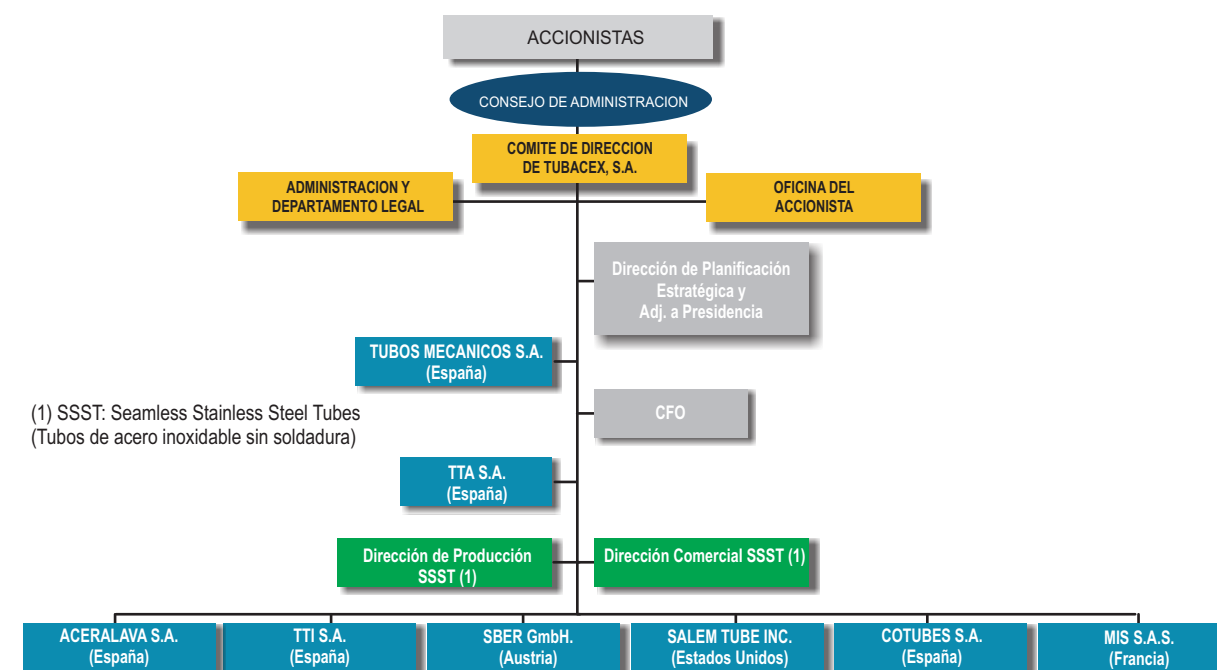 ACCIONISTAS
CONSEJO DE ADMINISTRACION
COMITE DE DIRECCION
DE TUBACEX, S.A.
ADMINISTRACION Y
DEPARTAMENTO LEGAL
OFICINA DEL
ACCIONISTA
Dirección de Planificación
Estratégica y
Adj. a Presidencia
TUBOS MECANICOS S.A.
(España)
(1) SSST: Seamless Stainless Steel Tubes
(Tubos de acero inoxidable sin soldadura)
CFO
TTA S.A.
(España)
Dirección de Producción
SSST (1)
Dirección Comercial SSST (1)
ACERALAVA S.A.
(España)
TTI S.A.
(España)
SBER GmbH.
(Austria)
SALEM TUBE INC.
(Estados Unidos)
COTUBES S.A.
(España)
MIS S.A.S.
(Francia)